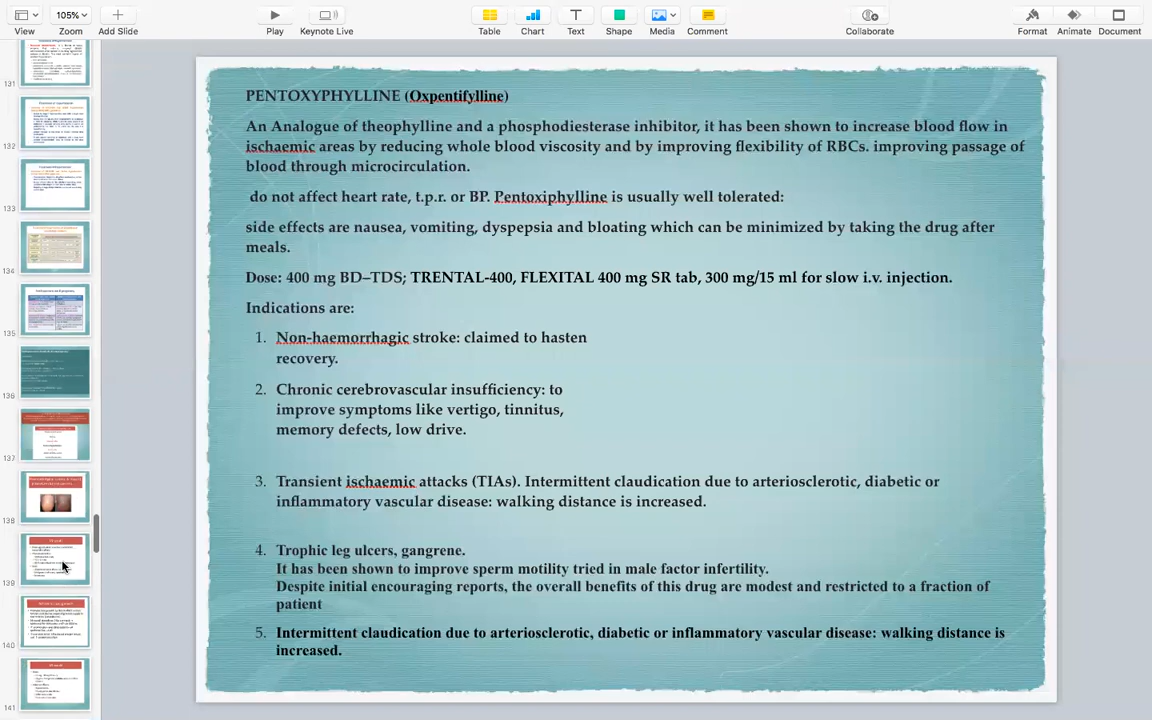 105%
View
Zoom
Add Slide
Play
Keynote Live
Table
Chart
Text
Shape
Media
Comment
Collaborate
Format
Animate
Document
131
132
133
134
135
136
137
138
139
140
141
PENTOXYPHYLLINE (Oxpentifylline)
An Analogue of theophylline and a phosphodiesterase inhibitor, it has been shown to increase blood flow in
ischaemic areas by reducing whole blood viscosity and by improving flexibility of RBCs. improving passage of
blood though microcirculation.
do not affect heart rate, t.p.r. or BP. Pentoxiphylline is usually well tolerated:
side effects are nausea, vomiting, dyspepsia and bloating which can be minimized by taking the drug after
meals.
Dose: 400 mg BD–TDS; TRENTAL-400, FLEXITAL 400 mg SR tab, 300 mg/15 ml for slow i.v. injection.
Indications are:
1. Non-haemorrhagic stroke: claimed to hasten
recovery.
2. Chronic cerebrovascular insufficiency: to
improve symptoms like vertigo, tinnitus,
memory defects, low drive.
3. Transient ischaemic attacks (TIAs). Intermittent claudication due to arteriosclerotic, diabetic or
inflammatory vascular disease: walking distance is increased.
4. Trophic leg ulcers, gangrene.
It has been shown to improve sperm motility tried in male factor infertility.
Despite initial encouraging reports, the overall benefits of this drug are modest and restricted to a fraction of
patient
5. Intermittent claudication due to arteriosclerotic, diabetic or inflammatory vascular disease: walking distance is
increased.